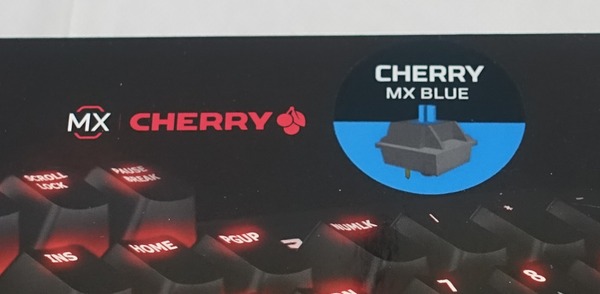 CHERRY
MX BLUE
MX CHERRY
SCROLL
LOCK
PAUSE
BREAK
INS
HOME
PGUP
NUMLK
/
*
-
7
8